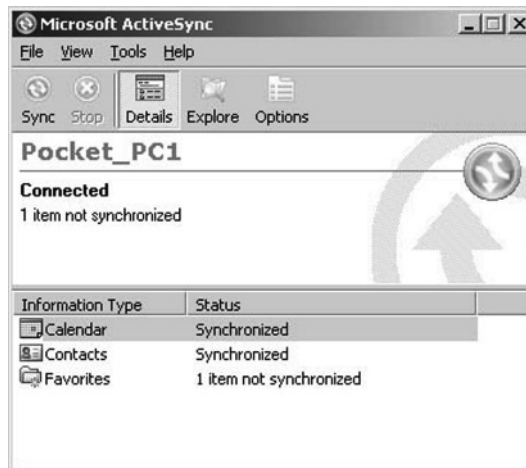 Microsoft ActiveSync
File View Tools Help
Sync Stop Details Explore Options
Pocket_PC1
Connected
1 item not synchronized
Information Type Status
Calendar Synchronized
Contacts Synchronized
Favorites 1 item not synchronized